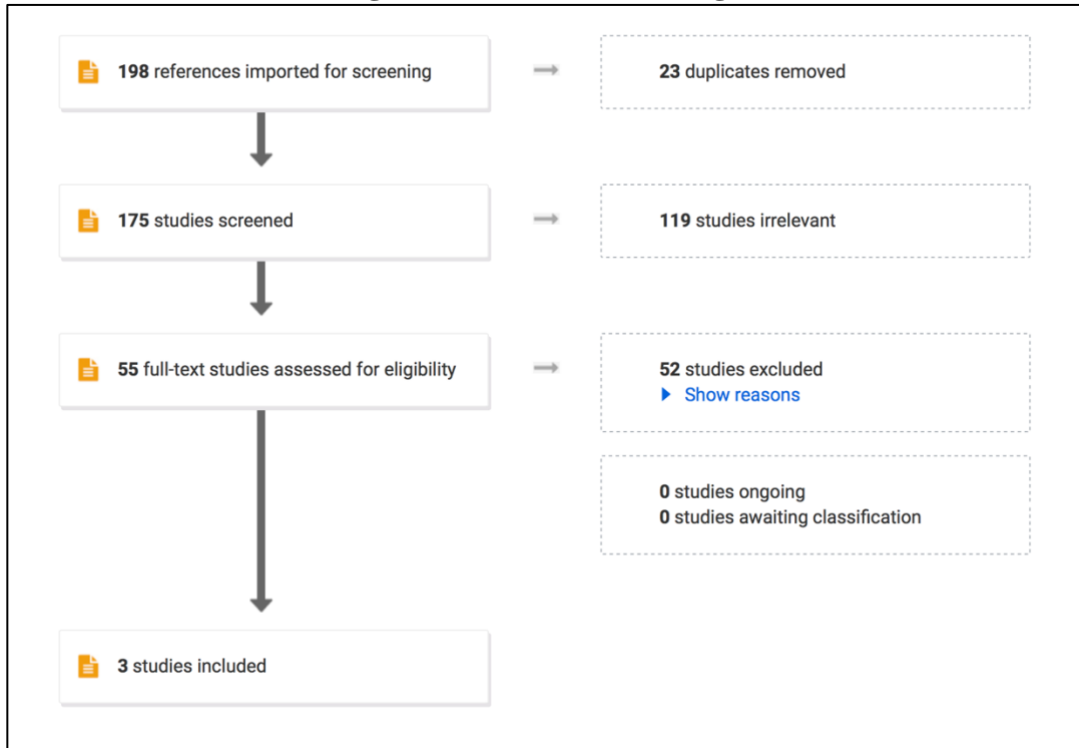 198 references imported for screening
23 duplicates removed
175 studies screened
119 studies irrelevant
55 full-text studies assessed for eligibility
52 studies excluded
Show reasons
0 studies ongoing
0 studies awaiting classification
3 studies included